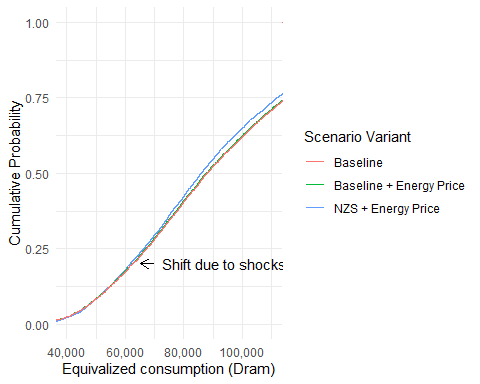 1.00
0.75
0.50
0.25
0.00
Cumulative Probability
Shift due to shocks
40,000 60,000 80,000 100,000
Equivalized consumption (Dram)
Scenario Variant
Baseline
Baseline + Energy Price
NZS + Energy Price